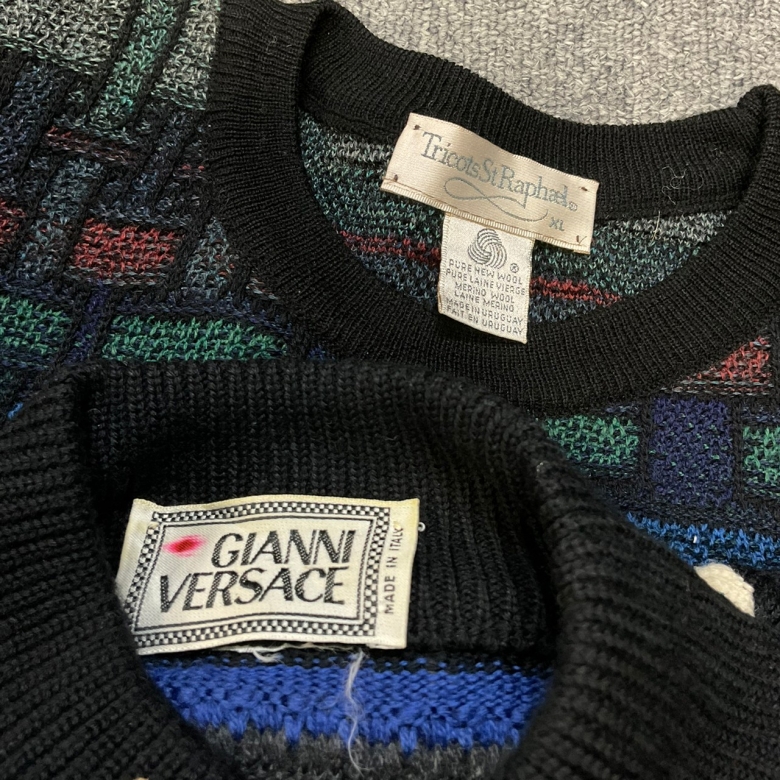 Tricots St Raphael®
XL
PURE NEW WOOL
PURE LAINE VIERGE
MERINO WOOL
LAINE MERINO
MADE IN URUGUAY
FAIT EN URUGUAY
GIANNI
VERSACE
MADE IN ITALY